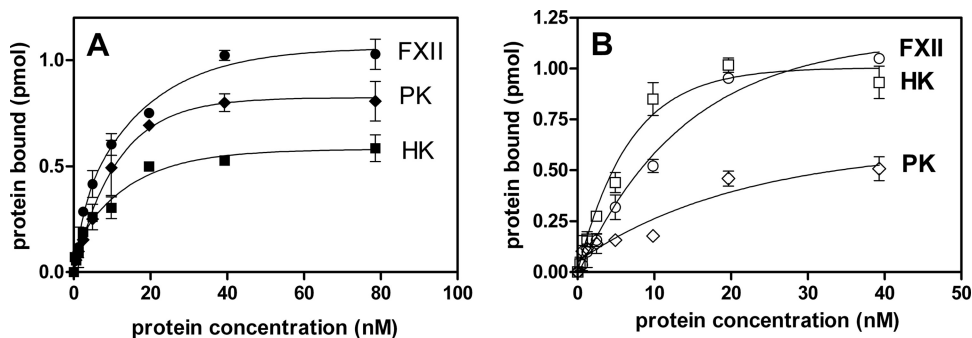 A
FXII
PK
HK
protein bound (pmol)
1.0
0.5
0.0
0 20 40 60 80 100
protein concentration (nM)
B
FXII
HK
PK
protein bound (pmol)
1.25
1.00
0.75
0.50
0.25
0.00
0 10 20 30 40 50
protein concentration (nM)